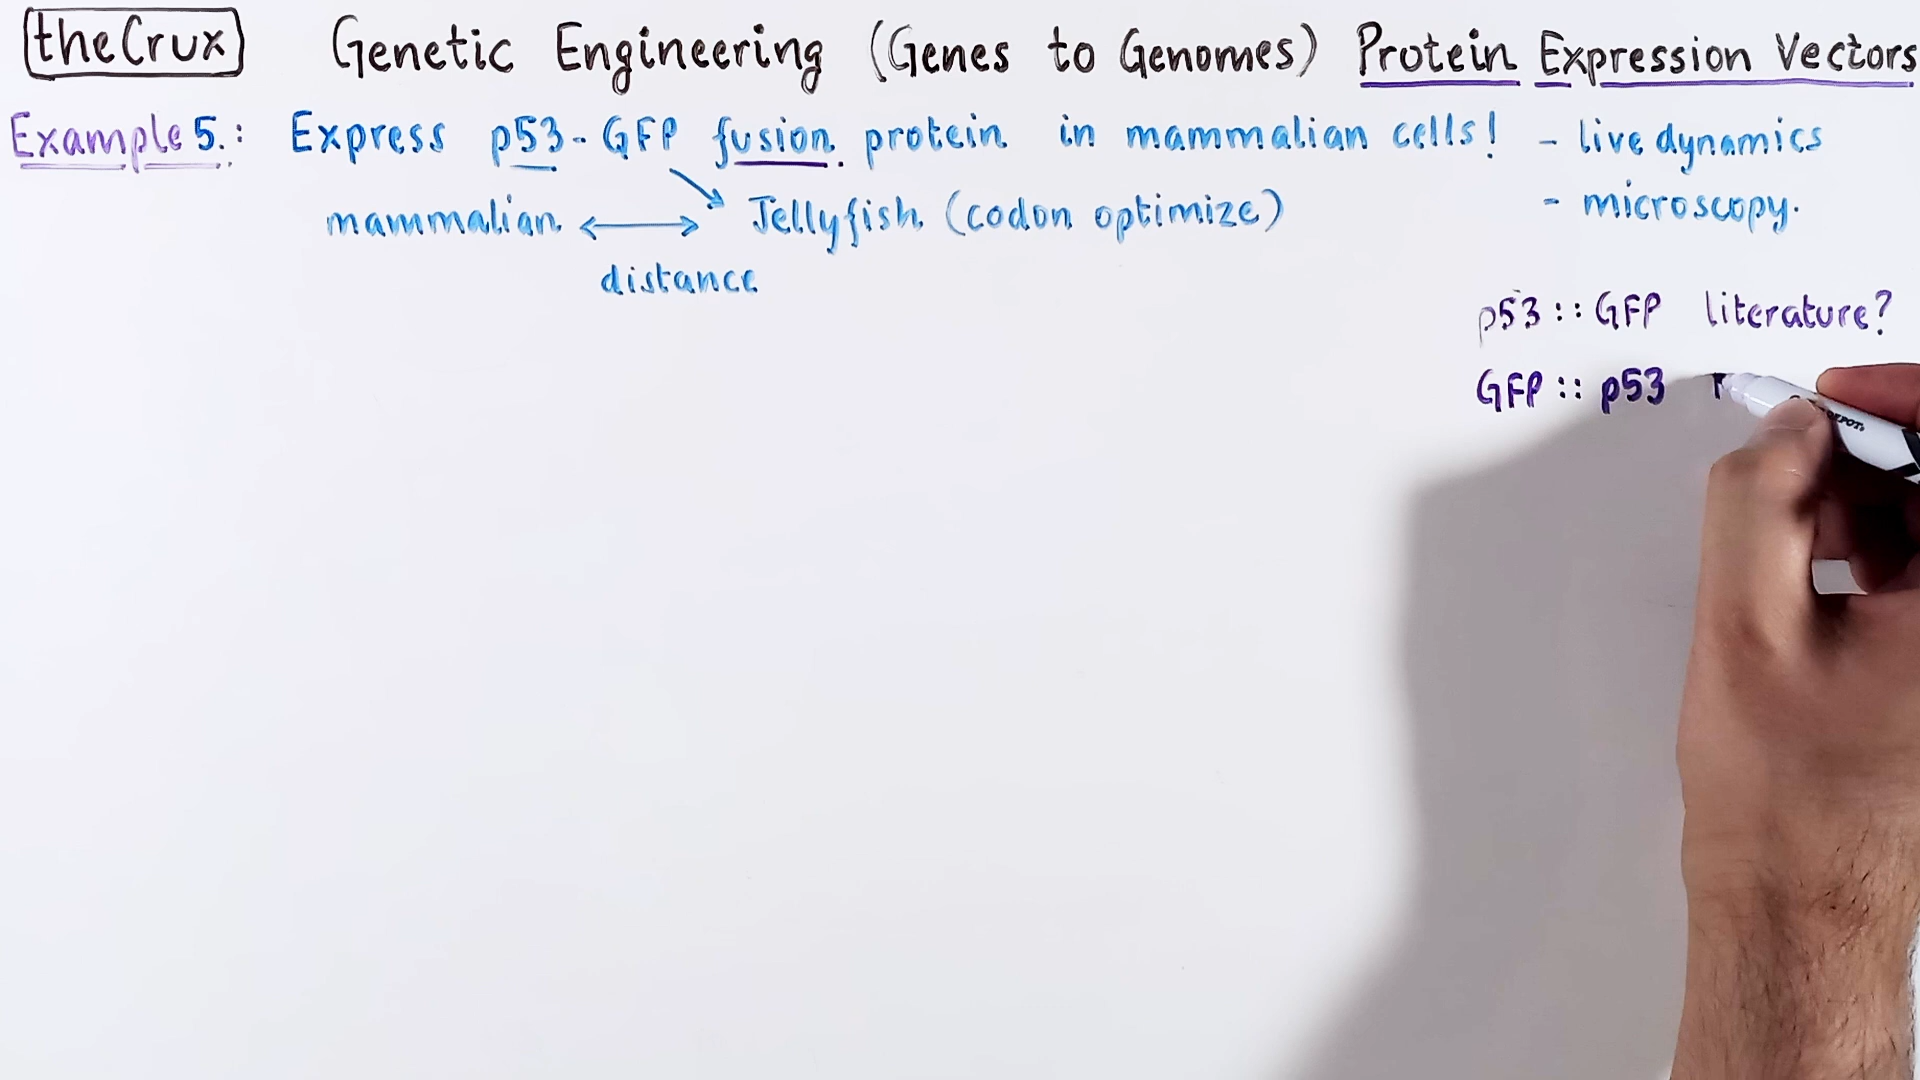 theCrux Genetic Engineering (Genes to Genomes) Protein Expression Vectors
Example 5.: Express p53-GFP fusion protein in mammalian cells! - live dynamics
mammalian Jellyfish (codon optimize) - microscopy.
distance
p53 :: GFP literature?
GFP :: p53